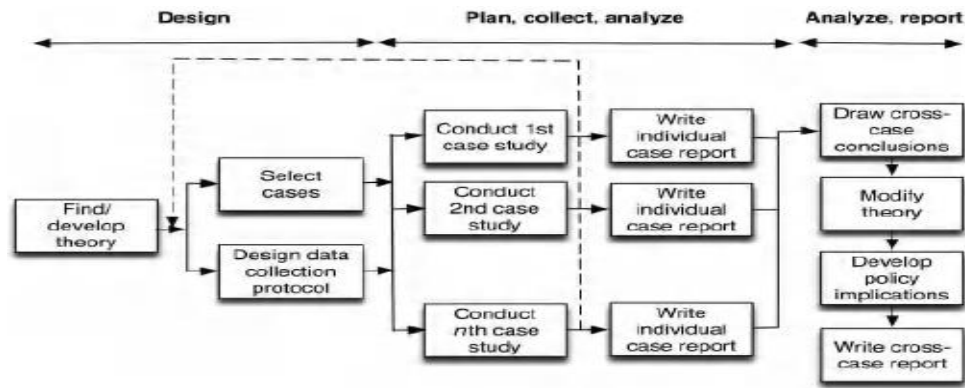 Design
Plan, collect, analyze
Analyze, report
Find/
develop theory
Select
cases
Design data
collection
protocol
Conduct 1st
case study
Conduct
2nd case
study
Conduct
nth case
study
Write
individual
case report
Write
individual
case report
Write
individual
case report
Draw cross-
case
conclusions
Modify
theory
Develop
policy
implications
Write cross-
case report